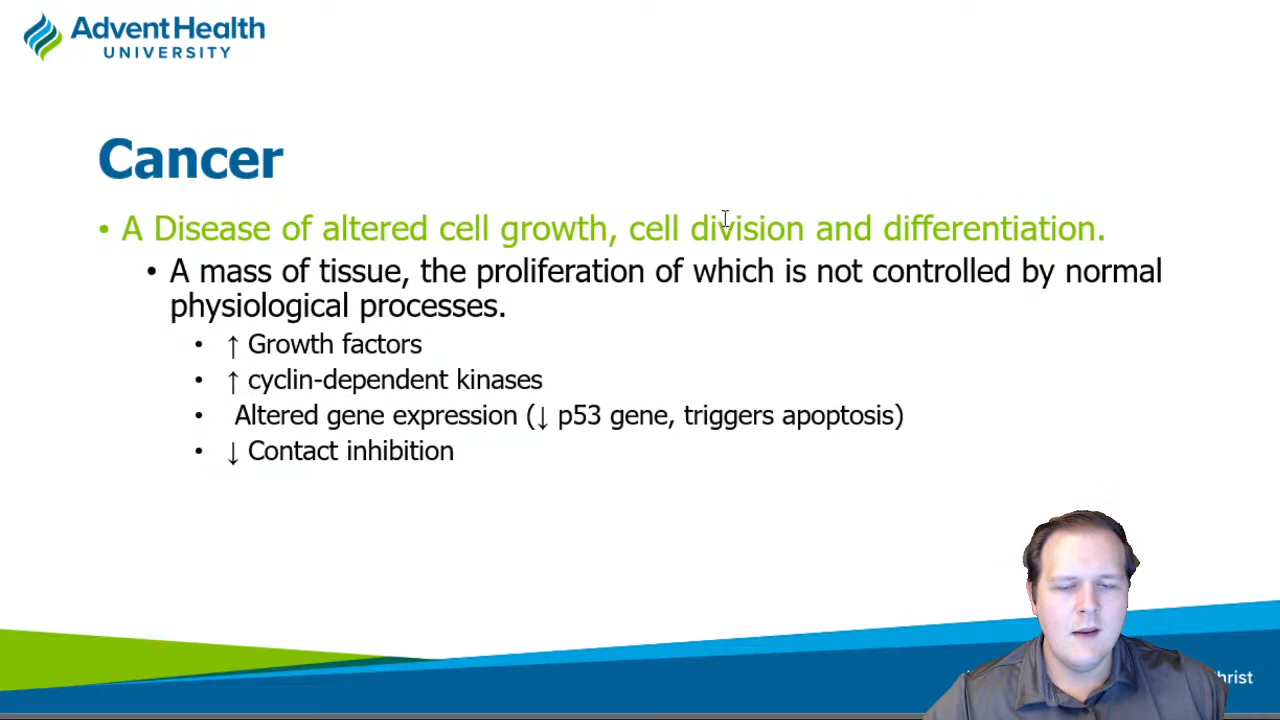 AdventHealth
UNIVERSITY
Cancer
• A Disease of altered cell growth, cell division and differentiation.
• A mass of tissue, the proliferation of which is not controlled by normal
physiological processes.
• ↑ Growth factors
• ↑ cyclin-dependent kinases
• Altered gene expression (↓ p53 gene, triggers apoptosis)
• ↓ Contact inhibition